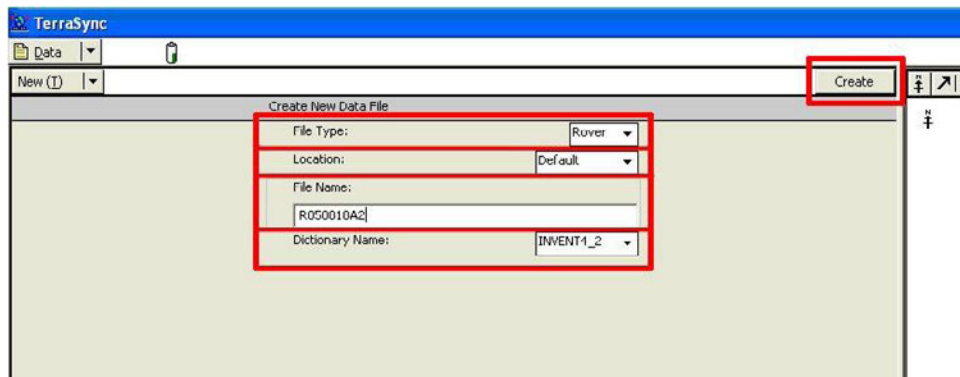 TerraSync
Data
New (T) Create
Create New Data File
File Type: Rover
Location: Default
File Name:
R050010A2
Dictionary Name: INVENT4_2